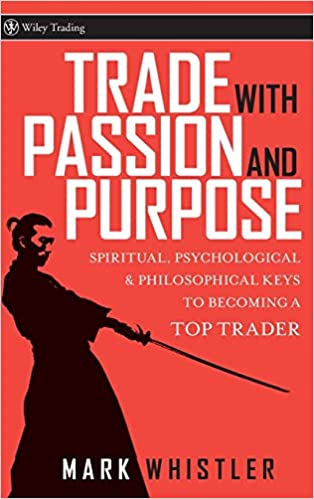 Wiley Trading
TRADE WITH
PASSION AND
PURPOSE
SPIRITUAL, PSYCHOLOGICAL
& PHILOSOPHICAL KEYS
TO BECOMING A
TOP TRADER
MARK WHISTLER